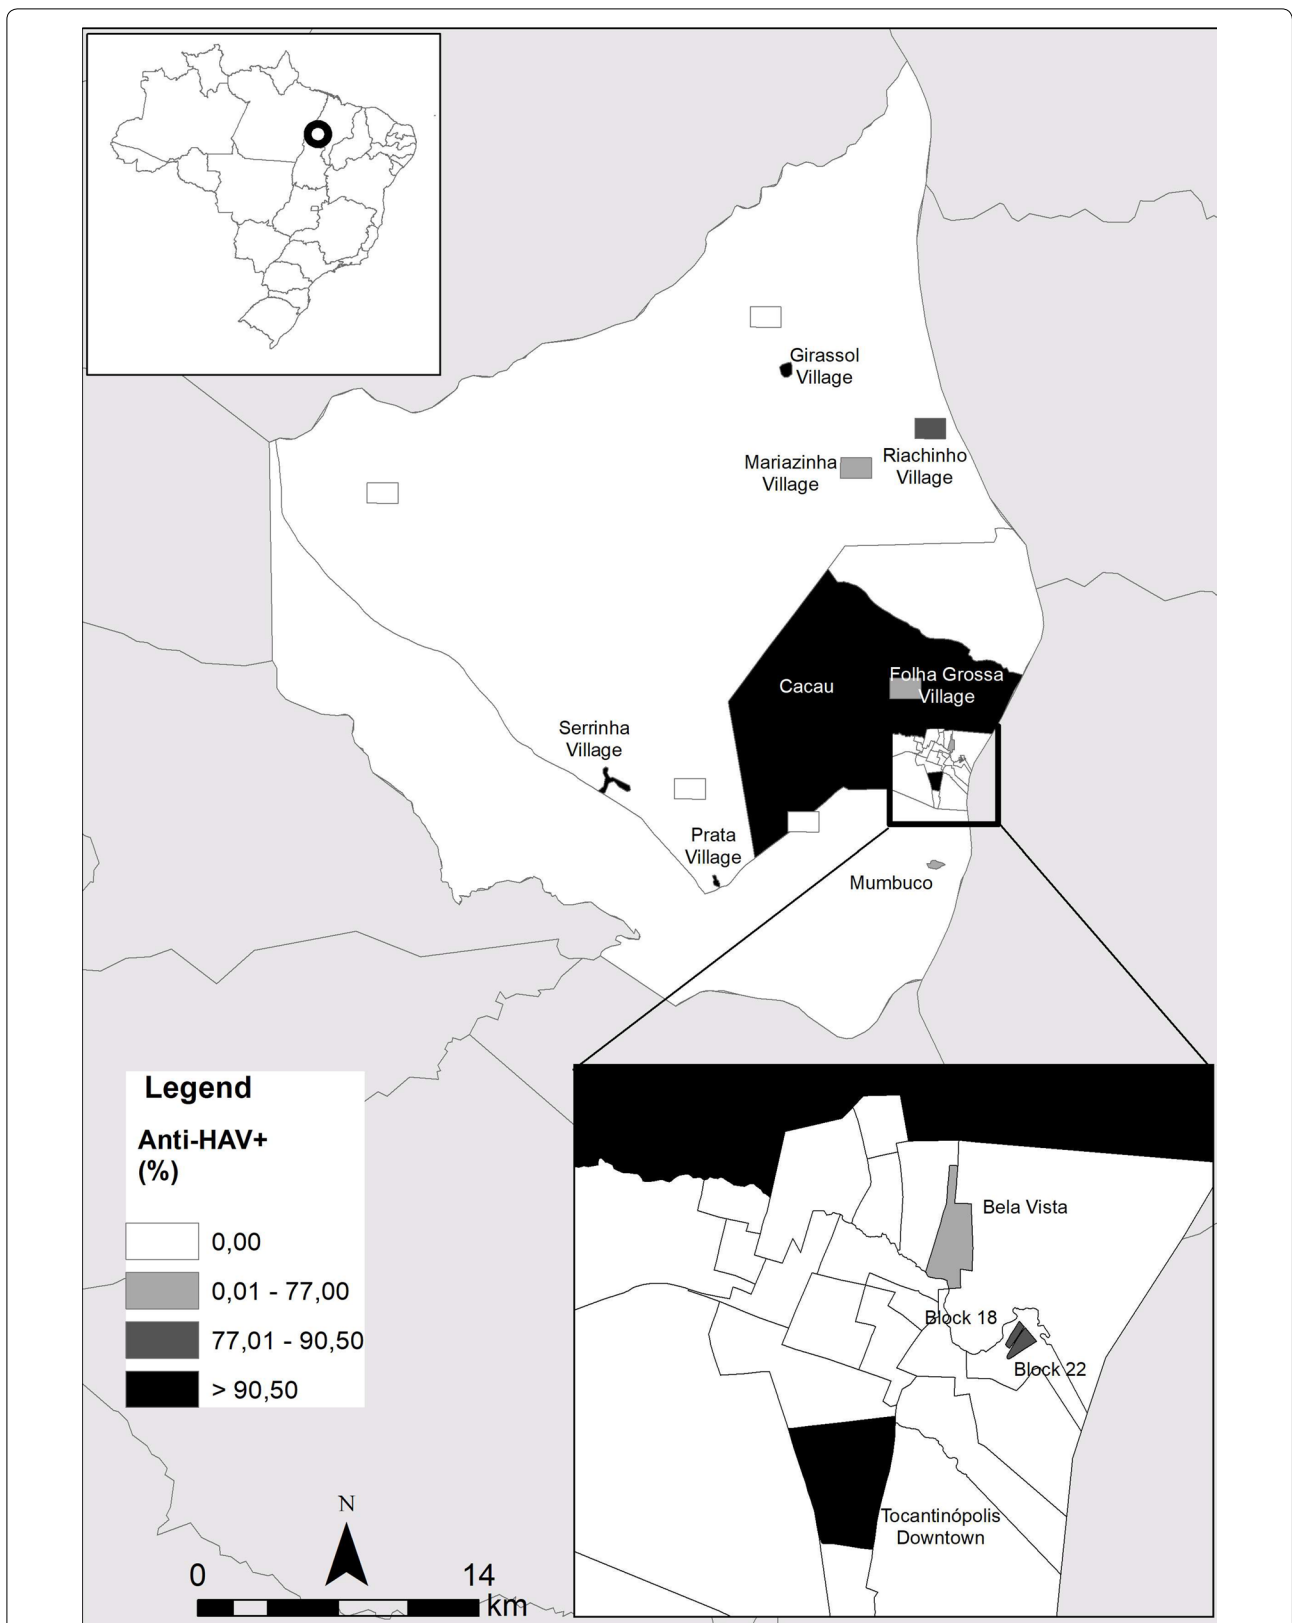 Girassol
Village
Mariazinha
Village
Riachinho
Village
Cacau
Folha Grossa
Village
Serrinha
Village
Prata
Village
Mumbuco
Legend
Anti-HAV+
(%)
0,00
0,01 - 77,00
77,01 - 90,50
> 90,50
N
0
14
km
Bela Vista
Block 18
Block 22
Tocantinópolis
Downtown